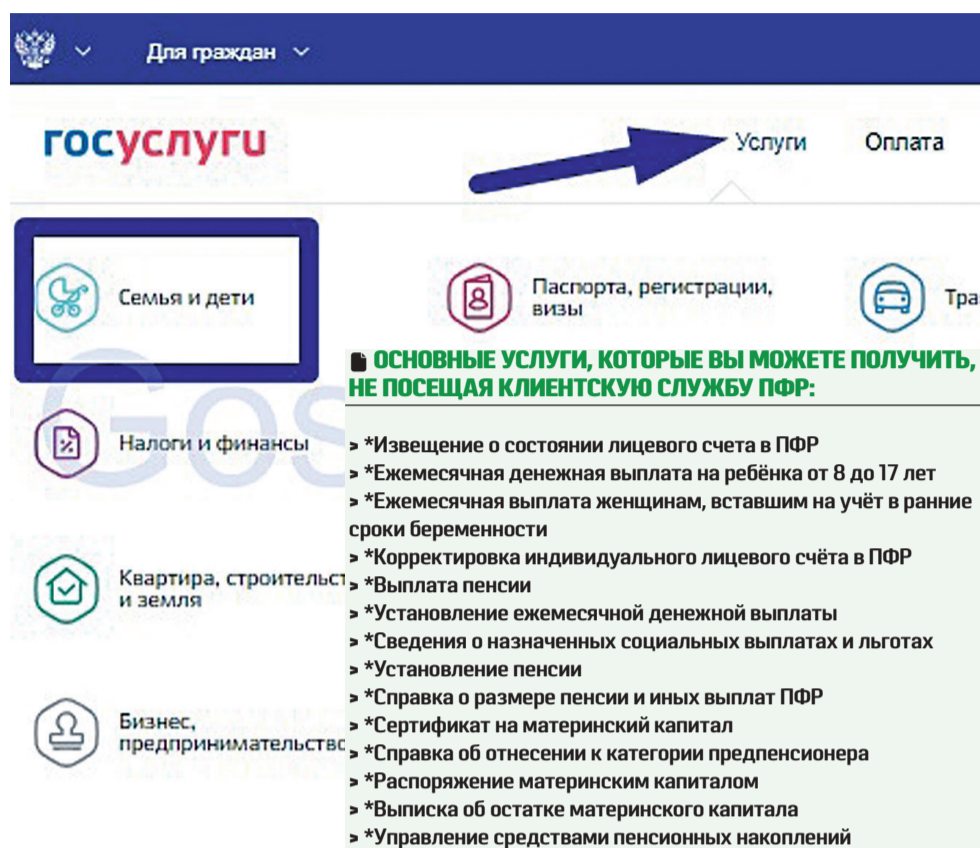 Для граждан
госуслуги
Услуги Оплата
Семья и дети
Паспорта, регистрации,
визы
Gos
Налоги и финансы
Квартира, строительст
и земля
Бизнес,
предпринимательство
ОСНОВНЫЕ УСЛУГИ, КОТОРЫЕ ВЫ МОЖЕТЕ ПОЛУЧИТЬ,
НЕ ПОСЕЩАЯ КЛИЕНТСКУЮ СЛУЖБУ ПФР:
> *Извещение о состоянии лицевого счета в ПФР
> *Ежемесячная денежная выплата на ребёнка от 8 до 17 лет
> *Ежемесячная выплата женщинам, вставшим на учёт в ранние
сроки беременности
> *Корректировка индивидуального лицевого счёта в ПФР
> *Выплата пенсии
> *Установление ежемесячной денежной выплаты
> *Сведения о назначенных социальных выплатах и льготах
> *Установление пенсии
> *Справка о размере пенсии и иных выплат ПФР
> *Сертификат на материнский капитал
> *Справка об отнесении к категории предпенсионера
> *Распоряжение материнским капиталом
> *Выписка об остатке материнского капитала
> *Управление средствами пенсионных накоплений